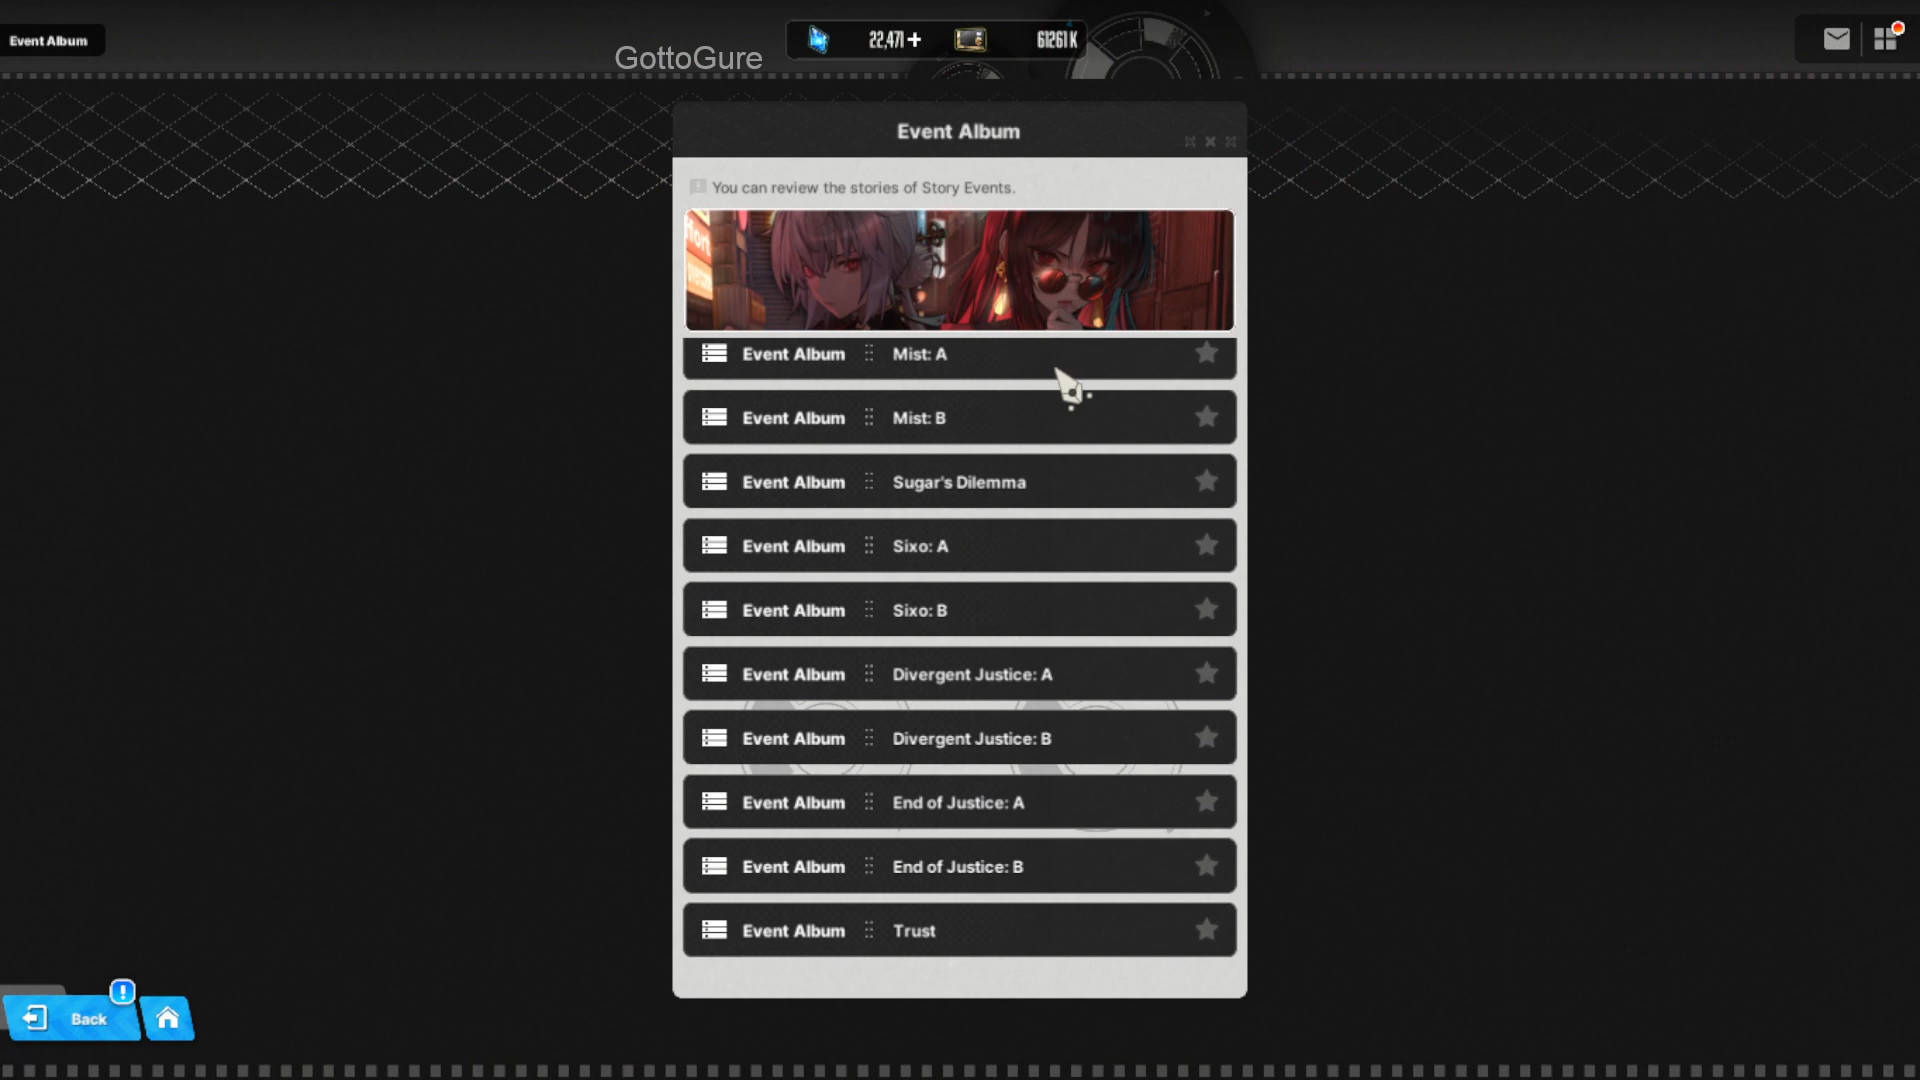 Event Album
GottoGure
22,471
61261 K
Event Album
You can review the stories of Story Events.
Event Album Mist: A
Event Album Mist: B
Event Album Sugar's Dilemma
Event Album Sixo: A
Event Album Sixo: B
Event Album Divergent Justice: A
Event Album Divergent Justice: B
Event Album End of Justice: A
Event Album End of Justice: B
Event Album Trust
Back